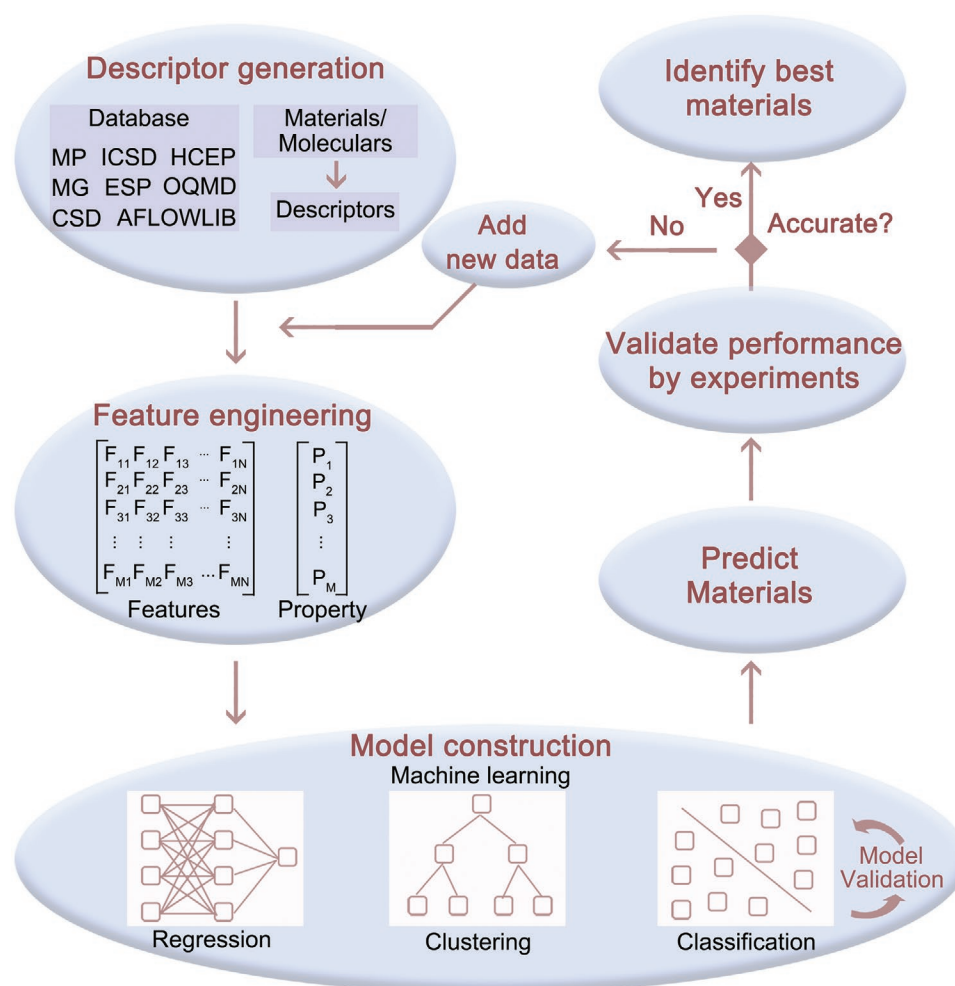 Descriptor generation
Database
MP ICSD HCEP
MG ESP OQMD
CSD AFLOWLIB
Materials/
Moleculars
Descriptors
Add
new data
No
Yes
Accurate?
Identify best
materials
Validate performance
by experiments
Predict
Materials
Feature engineering
F11 F12 F13 ... F1N
F21 F22 F23 ... F2N
F31 F32 F33 ... F3N
⋮ ⋮ ⋮ ⋮
FM1 FM2 FM3 ... FMN
Features
P1
P2
P3
⋮
PM
Property
Model construction
Machine learning
Regression
Clustering
Classification
Model
Validation